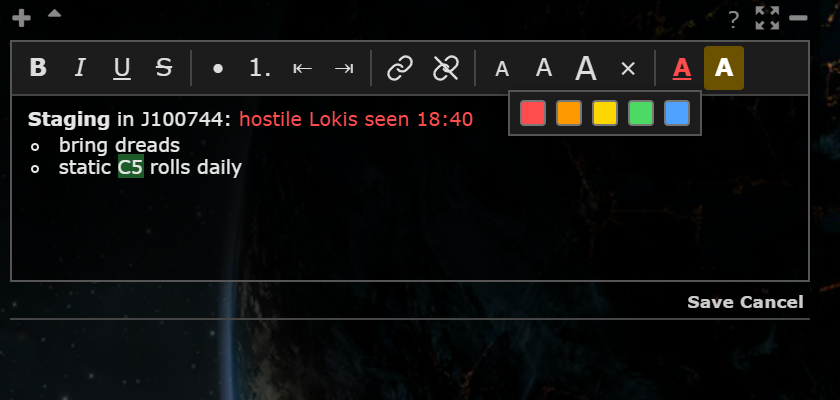 ?
B I U S • 1. ⇤ ⇥ A A A × A A
Staging in J100744: hostile Lokis seen 18:40
bring dreads
static C5 rolls daily
Save Cancel